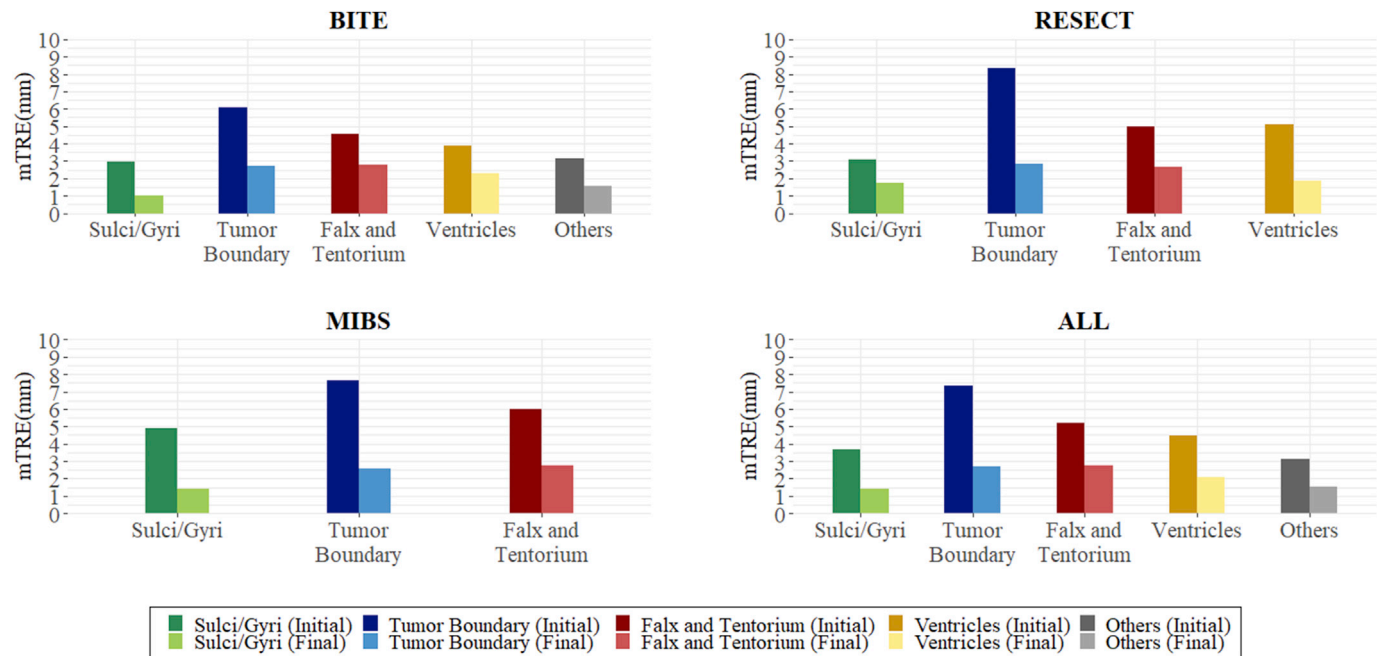 BITE
mTRE(mm)
10
9
8
7
6
5
4
3
2
1
0
Sulci/Gyri
Tumor
Boundary
Falx and
Tentorium
Ventricles
Others
RESECT
mTRE(mm)
10
9
8
7
6
5
4
3
2
1
0
Sulci/Gyri
Tumor
Boundary
Falx and
Tentorium
Ventricles
MIBS
mTRE(mm)
10
9
8
7
6
5
4
3
2
1
0
Sulci/Gyri
Tumor
Boundary
Falx and
Tentorium
ALL
mTRE(mm)
10
9
8
7
6
5
4
3
2
1
0
Sulci/Gyri
Tumor
Boundary
Falx and
Tentorium
Ventricles
Others
Sulci/Gyri (Initial)
Sulci/Gyri (Final)
Tumor Boundary (Initial)
Tumor Boundary (Final)
Falx and Tentorium (Initial)
Falx and Tentorium (Final)
Ventricles (Initial)
Ventricles (Final)
Others (Initial)
Others (Final)